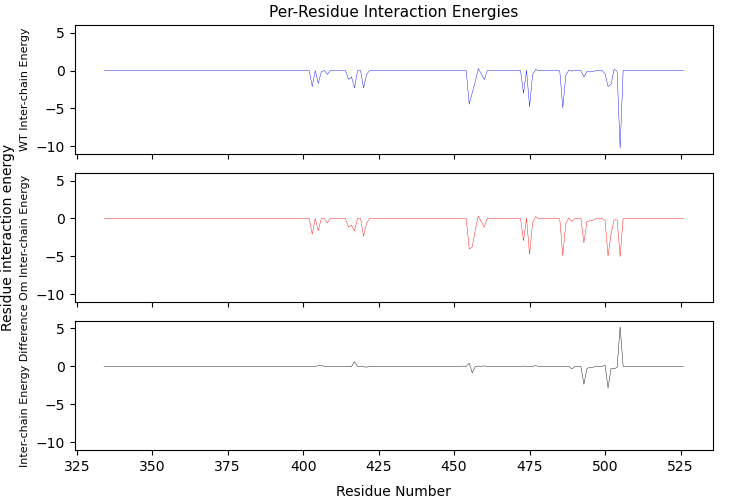 Per-Residue Interaction Energies
Residue interaction energy
WT Inter-chain Energy
5
0
−5
−10
Om Inter-chain Energy
5
0
−5
−10
Inter-chain Energy Difference
5
0
−5
−10
325 350 375 400 425 450 475 500 525
Residue Number